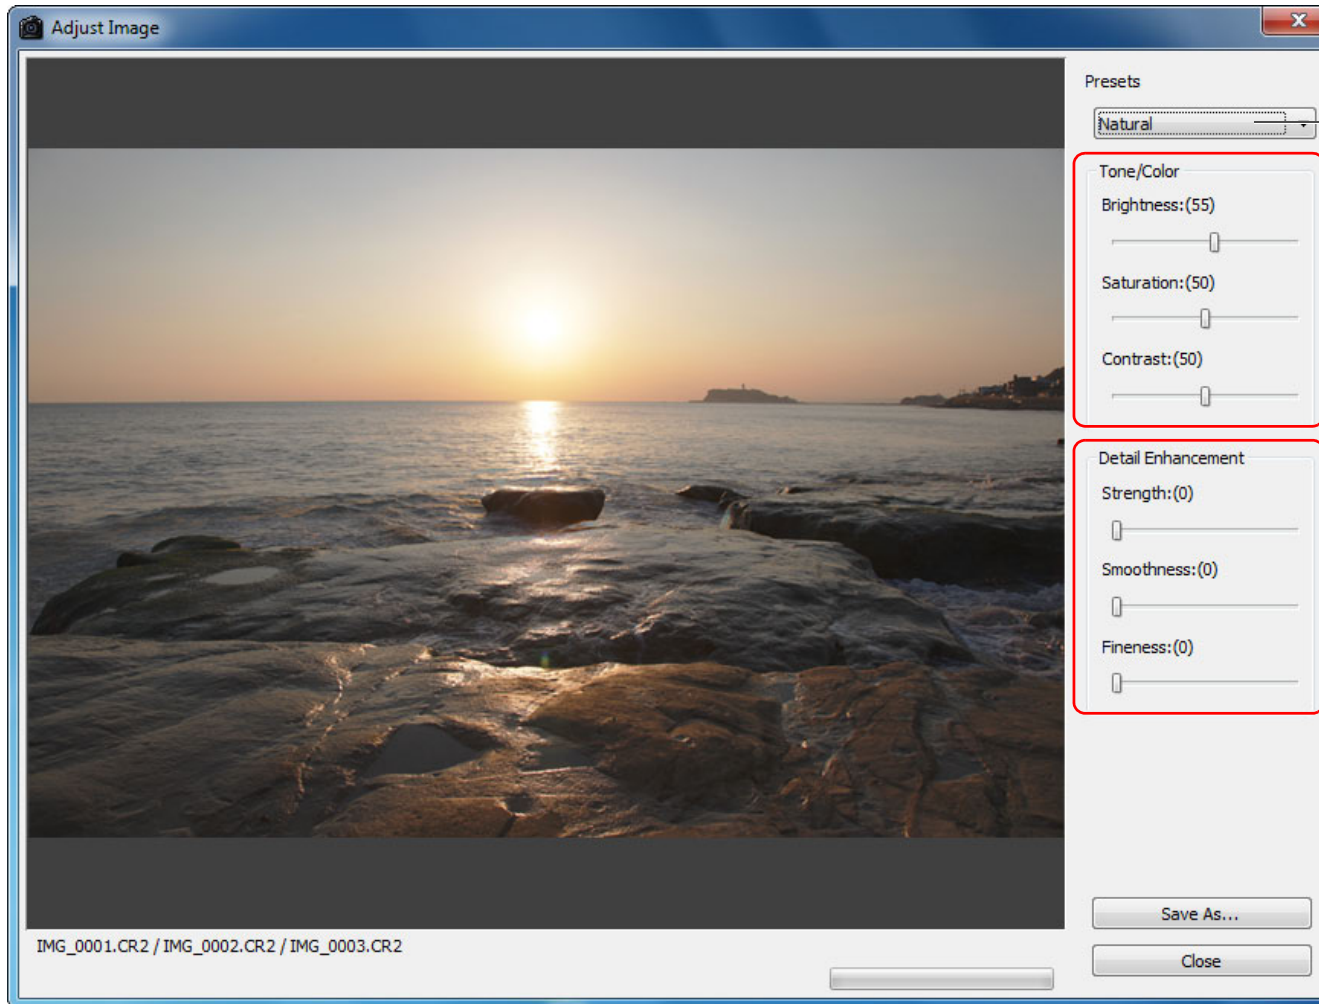 Adjust Image
Presets
Natural
Tone/Color
Brightness:(55)
Saturation:(50)
Contrast:(50)
Detail Enhancement
Strength:(0)
Smoothness:(0)
Fineness:(0)
Save As...
IMG_0001.CR2 / IMG_0002.CR2 / IMG_0003.CR2
Close